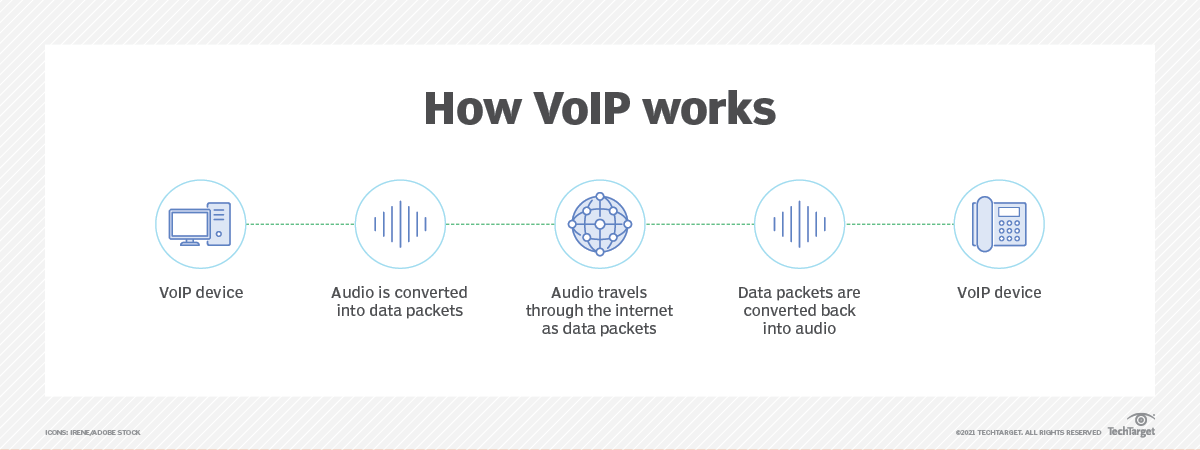 How VoIP works
VoIP device
Audio is converted
into data packets
Audio travels
through the internet
as data packets
Data packets are
converted back
into audio
VoIP device
ICONS: IRENE/ADOBE STOCK
©2021 TECHTARGET. ALL RIGHTS RESERVED
TechTarget